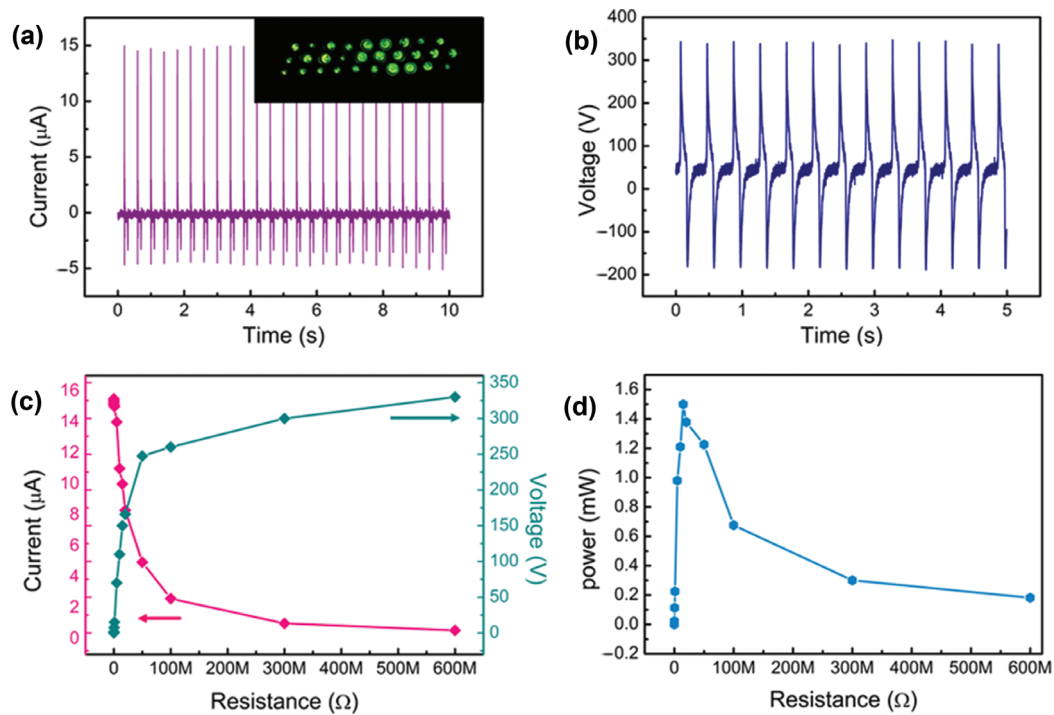 (a)
15
10
5
0
−5
Current (μA)
0 2 4 6 8 10
Time (s)
(b)
400
300
200
100
0
−100
−200
Voltage (V)
0 1 2 3 4 5
Time (s)
(c)
16
14
12
10
8
6
4
2
0
Current (μA)
350
300
250
200
150
100
50
0
Voltage (V)
0 100M 200M 300M 400M 500M 600M
Resistance (Ω)
(d)
1.6
1.4
1.2
1.0
0.8
0.6
0.4
0.2
0.0
−0.2
power (mW)
0 100M 200M 300M 400M 500M 600M
Resistance (Ω)